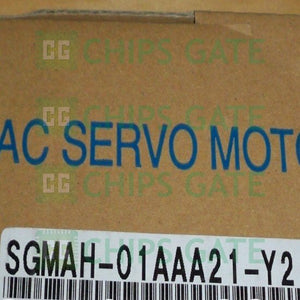 CHIPS GATE
AC SERVO MOTO
CHIPS GATE
SGMAH-01AAA21-Y2
CHIPS GATE